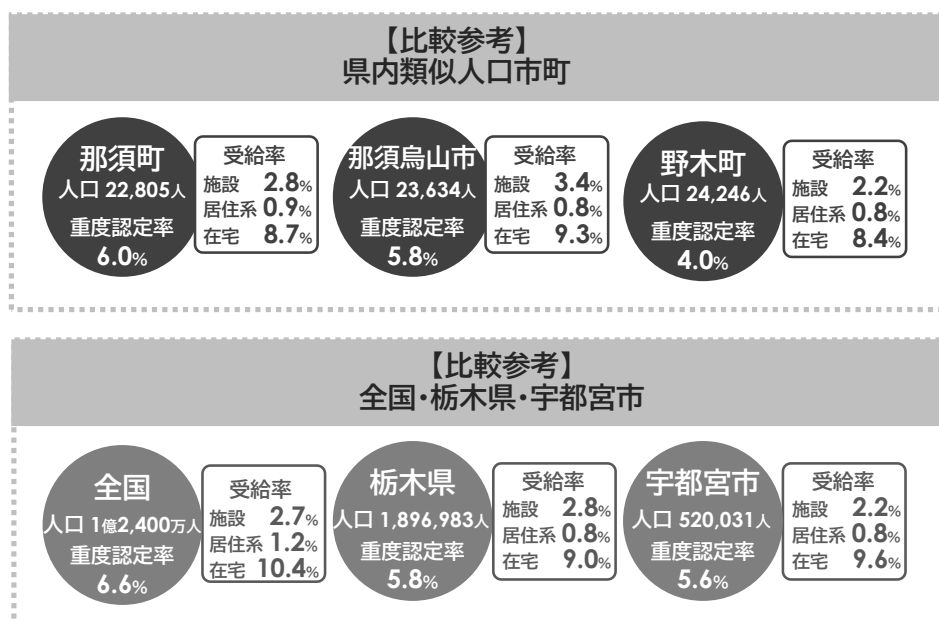 【比較参考】
県内類似人口市町
那須町
人口 22,805人
重度認定率
6.0%
受給率
施設 2.8%
居住系 0.9%
在宅 8.7%
那須烏山市
人口 23,634人
重度認定率
5.8%
受給率
施設 3.4%
居住系 0.8%
在宅 9.3%
野木町
人口 24,246人
重度認定率
4.0%
受給率
施設 2.2%
居住系 0.8%
在宅 8.4%
【比較参考】
全国・栃木県・宇都宮市
全国
人口 1億2,400万人
重度認定率
6.6%
受給率
施設 2.7%
居住系 1.2%
在宅 10.4%
栃木県
人口 1,896,983人
重度認定率
5.8%
受給率
施設 2.8%
居住系 0.8%
在宅 9.0%
宇都宮市
人口 520,031人
重度認定率
5.6%
受給率
施設 2.2%
居住系 0.8%
在宅 9.6%